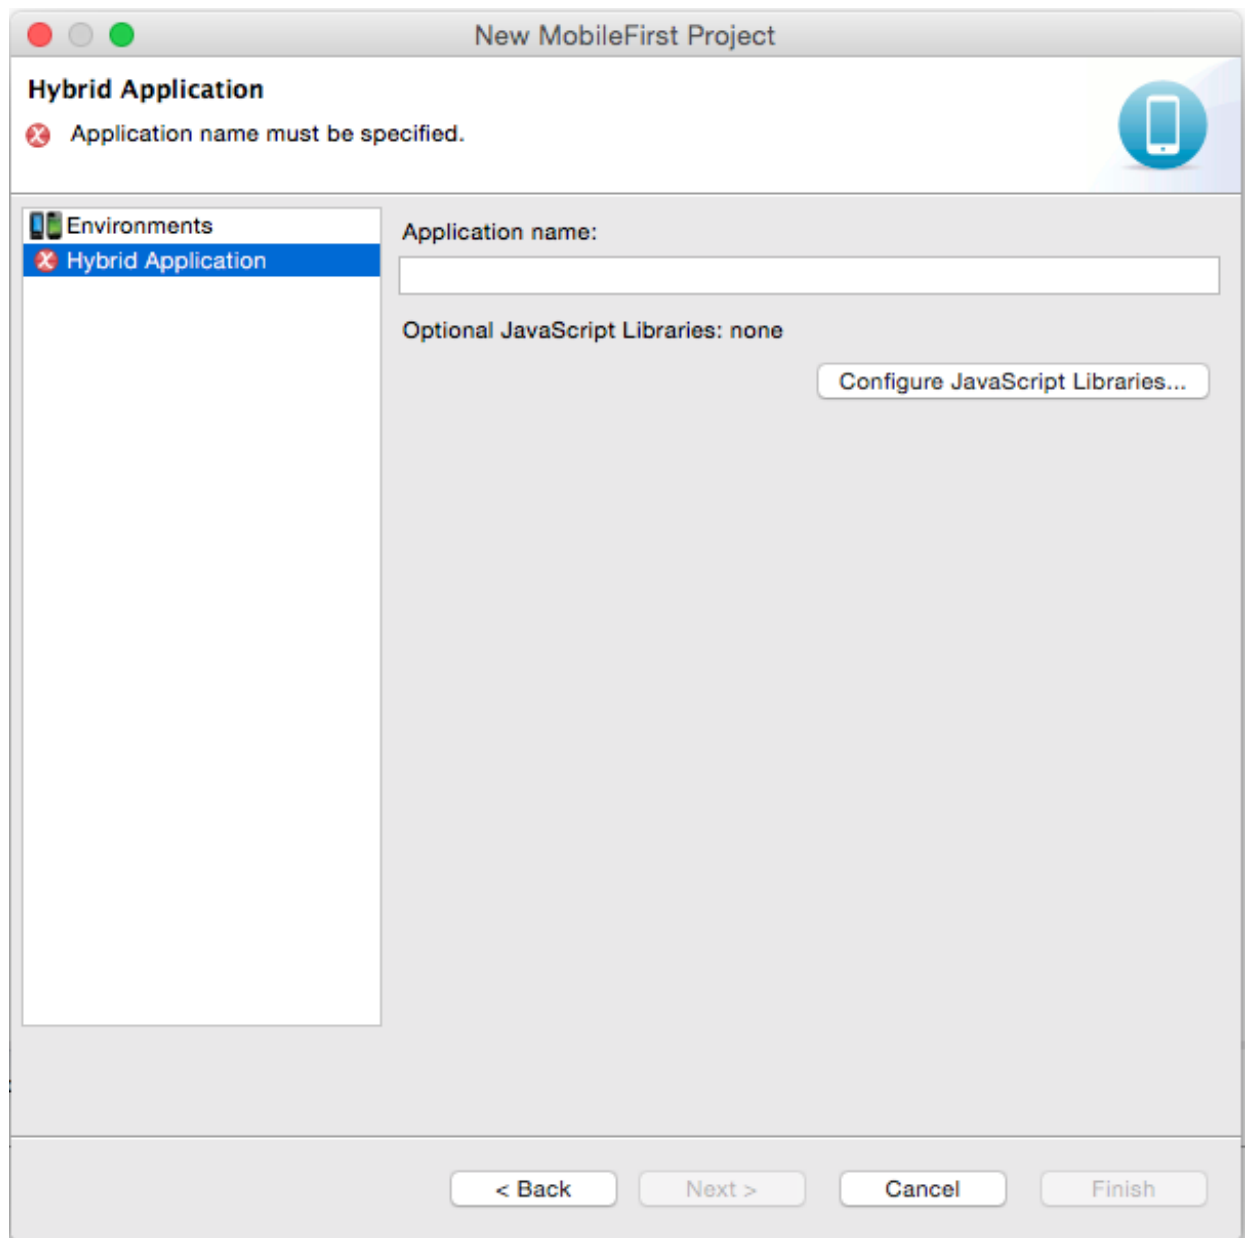 New MobileFirst Project
Hybrid Application
Application name must be specified.
Environments
Hybrid Application
Application name:
Optional JavaScript Libraries: none
Configure JavaScript Libraries...
< Back
Next >
Cancel
Finish